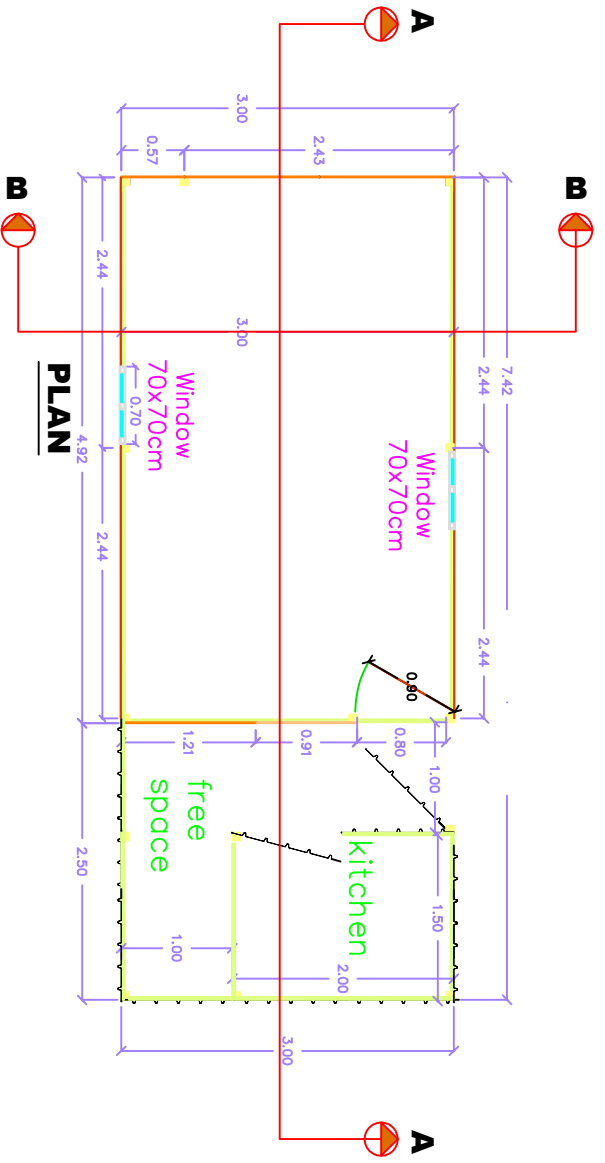 A
B
B
A
3.00
0.57
2.43
2.44
3.00
2.44
7.42
Window
70x70cm
0.70
PLAN
4.92
Window
70x70cm
2.44
2.44
0.90
1.21
0.91
0.80
1.00
free
space
kitchen
2.50
1.50
1.00
2.00
3.00